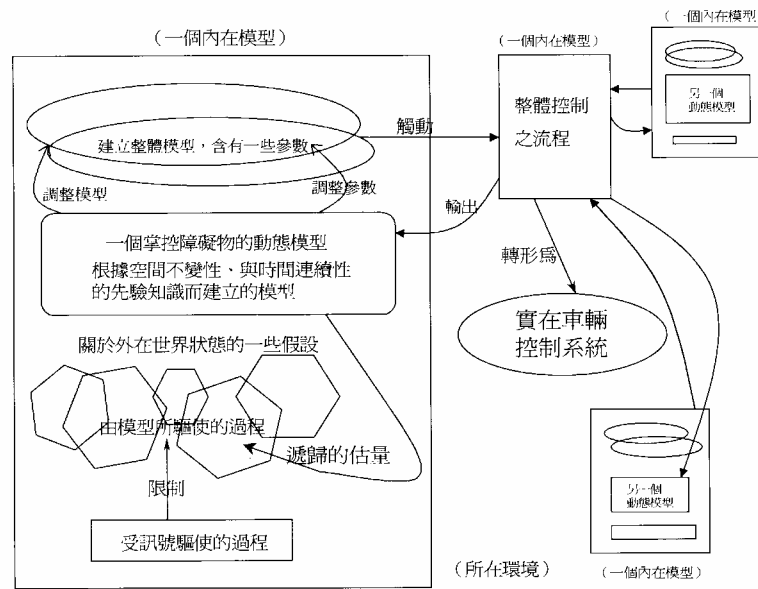 （一個內在模型）
建立整體模型，含有一些參數
調整模型
調整參數
一個掌控障礙物的動態模型
根據空間不變性、與時間連續性
的先驗知識而建立的模型
關於外在世界狀態的一些假設
由模型所驅使的過程
遞歸的估量
限制
受訊號驅使的過程
觸動
輸出
（一個內在模型）
整體控制
之流程
轉形為
實在車輛
控制系統
（一個內在模型）
另一個
動態模型
另一個
動態模型
（一個內在模型）
（所在環境）